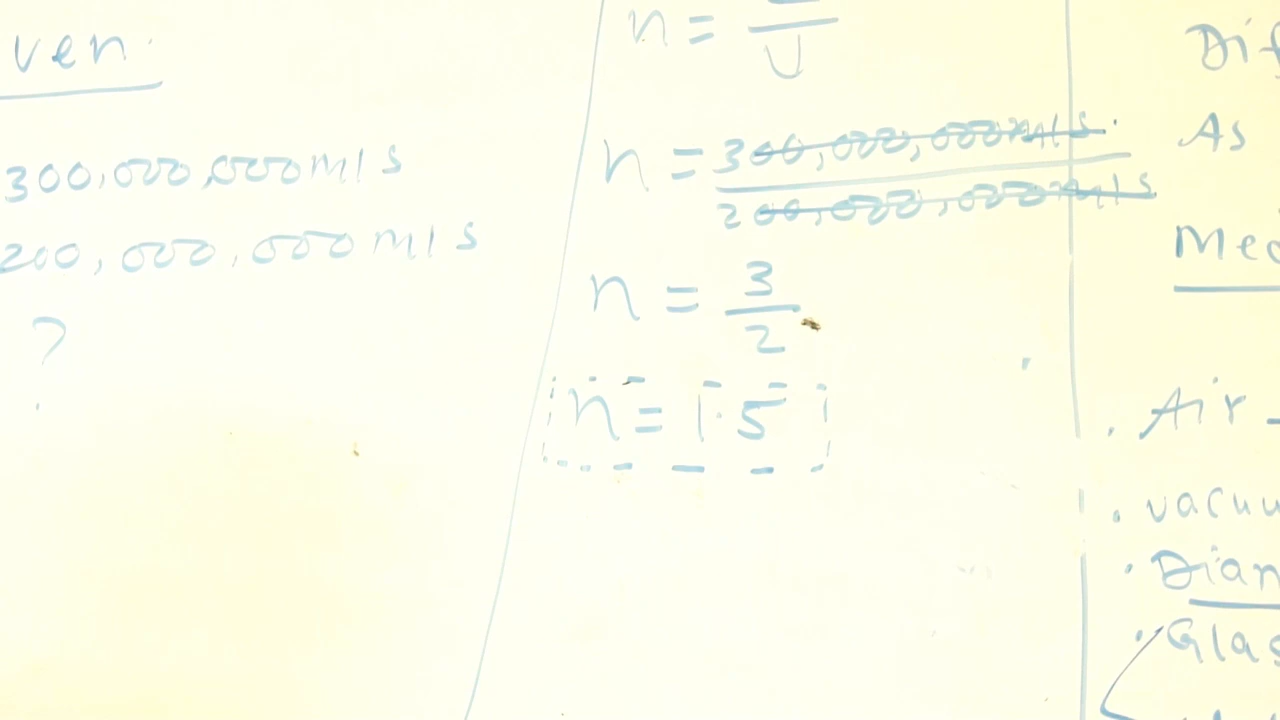 ven.
300,000,000m/s
200,000,000m/s
?
n = — U
n = 300,000,000m/s / 200,000,000m/s
n = 3/2
n = 1.5
Dif
As
Med
. Air -
. vacuu
. Dian
. Glas